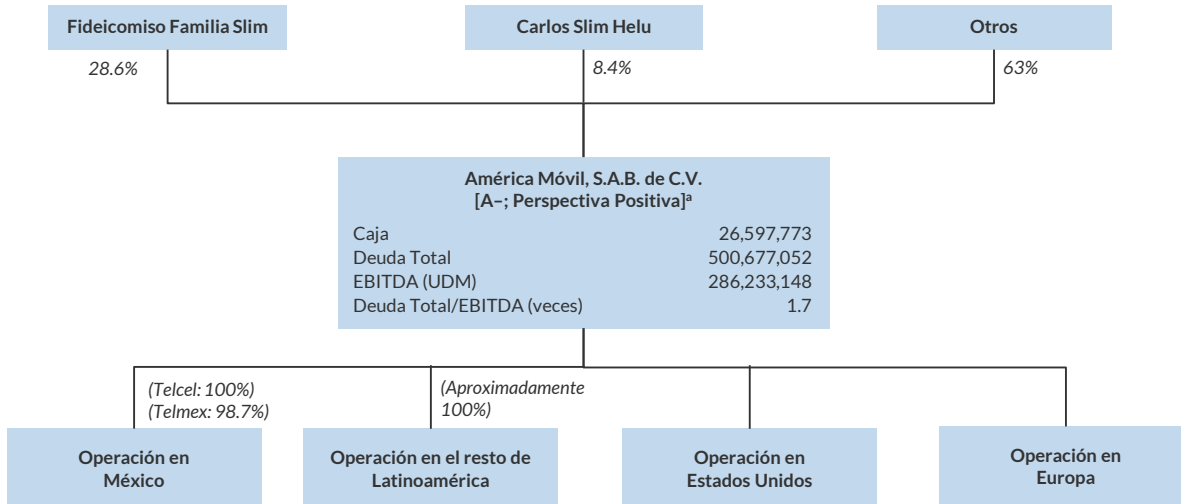 Fideicomiso Familia Slim
Carlos Slim Helu
Otros
28.6%
8.4%
63%
América Móvil, S.A.B. de C.V.
[A–; Perspectiva Positiva]ª
Caja 26,597,773
Deuda Total 500,677,052
EBITDA (UDM) 286,233,148
Deuda Total/EBITDA (veces) 1.7
(Telcel: 100%)
(Telmex: 98.7%)
(Aproximadamente
100%)
Operación en
México
Operación en el resto de
Latinoamérica
Operación en
Estados Unidos
Operación en
Europa